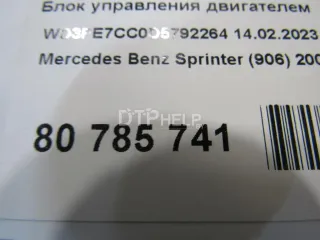 Блок управления двигателем
14.02.2023
Mercedes Benz Sprinter (906)
DTPHELP
80 785 741